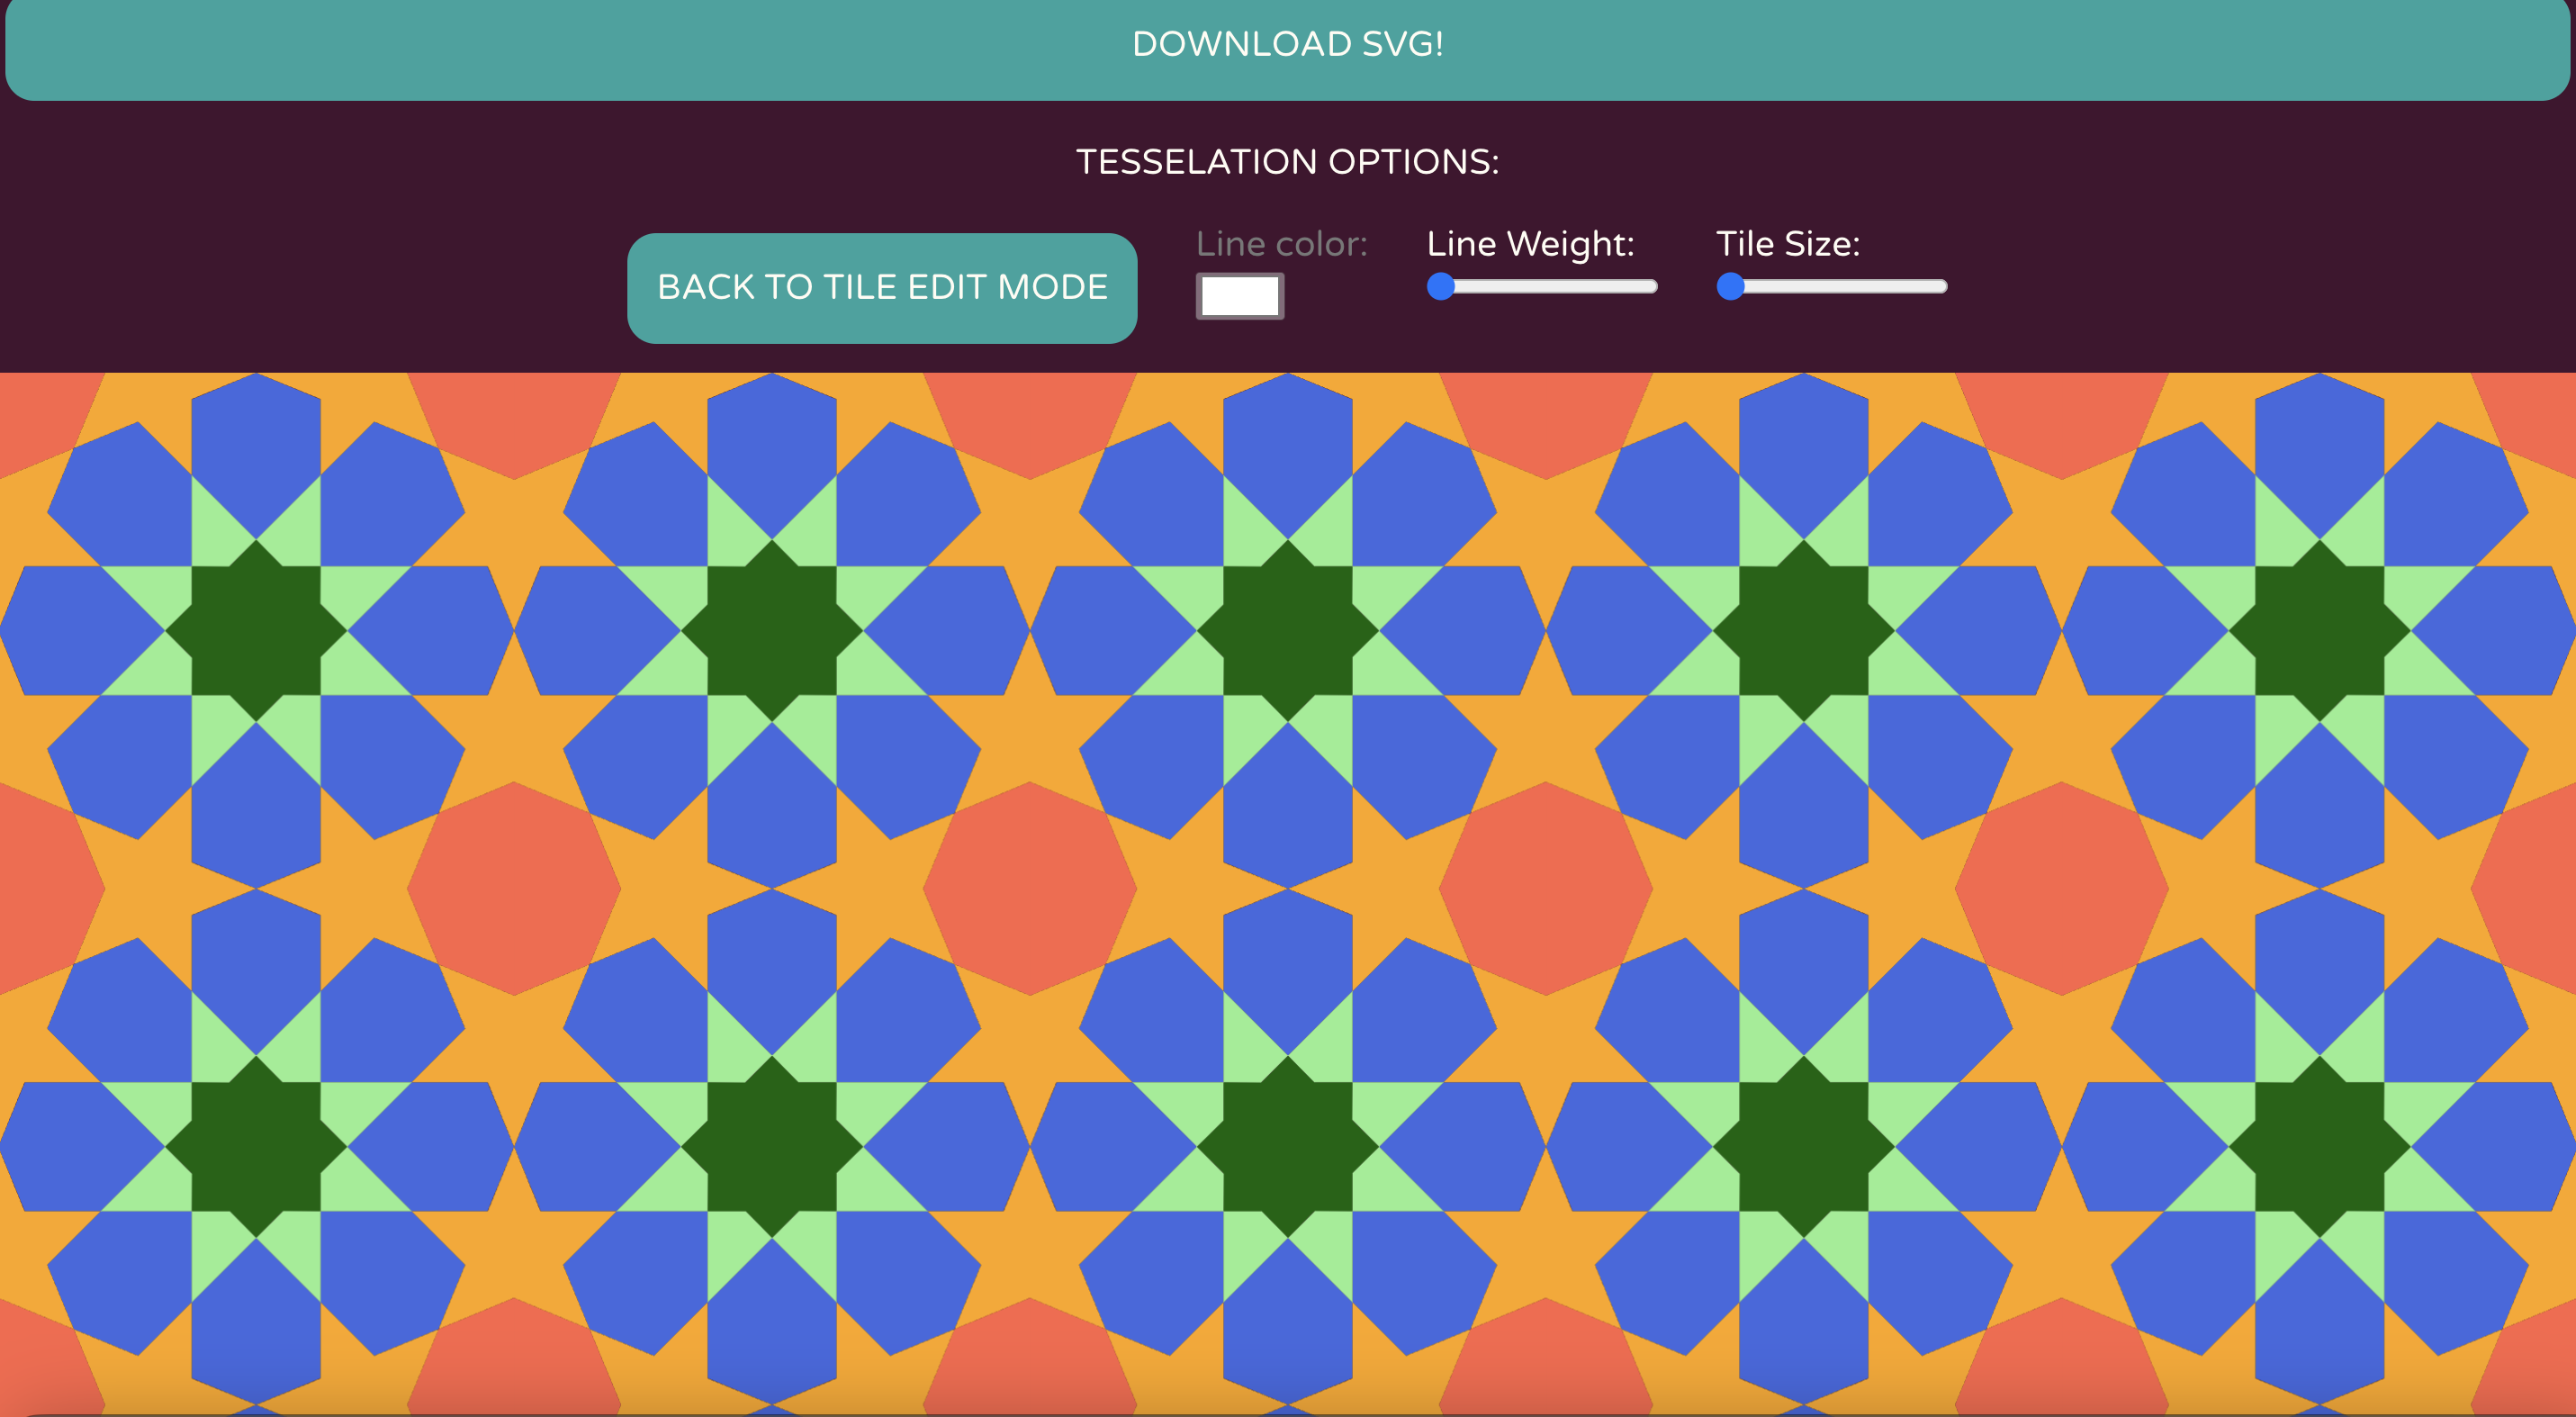 DOWNLOAD SVG!
TESSELATION OPTIONS:
BACK TO TILE EDIT MODE
Line color:
Line Weight:
Tile Size: